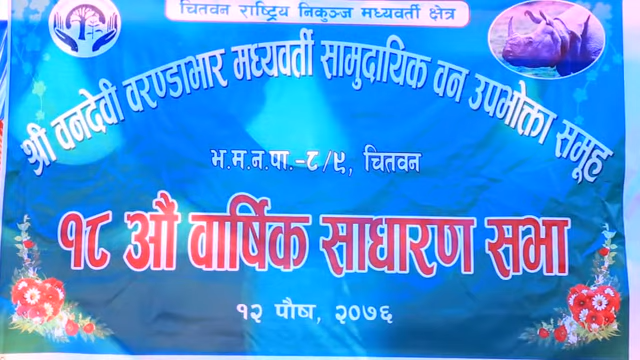 चितवन राष्ट्रिय निकुञ्ज मध्यवर्ती क्षेत्र
श्री वनदेवी वरण्डाभार मध्यवर्ती सामुदायिक वन उपभोक्ता समूह
भ.म.न.पा.-८/९, चितवन
१८ औं वार्षिक साधारण सभा
१२ पौष, २०७६